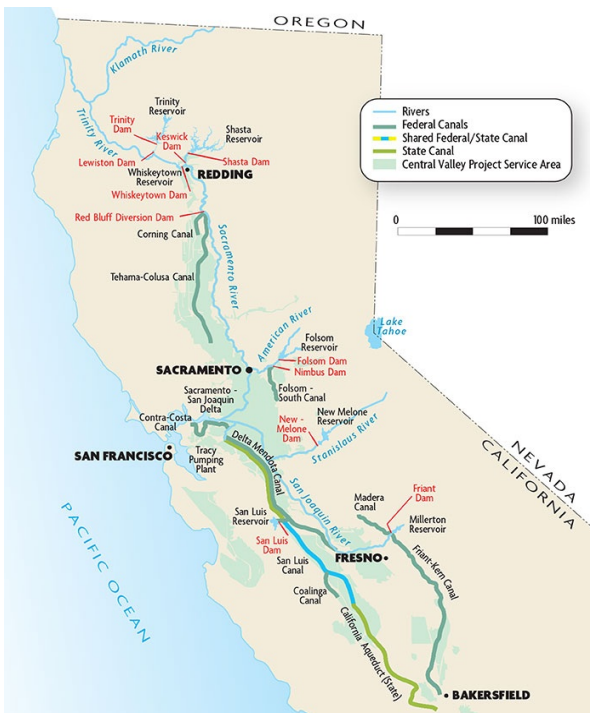 OREGON
Klamath River
Trinity
Reservoir
Trinity
Dam
Keswick
Dam
Shasta
Reservoir
Trinity River
Lewiston Dam
Shasta Dam
Whiskeytown
Reservoir
REDDING
Whiskeytown Dam
Red Bluff Diversion Dam
Corning Canal
Sacramento River
Tehama-Colusa Canal
Rivers
Federal Canals
Shared Federal/State Canal
State Canal
Central Valley Project Service Area
0 100 miles
American River
Lake
Tahoe
Folsom
Reservoir
Folsom Dam
Nimbus Dam
SACRAMENTO
Folsom -
South Canal
Sacramento -
San Joaquin
Delta
Contra-Costa
Canal
New -
Melone
Dam
New Melone
Reservoir
Stanislaus River
SAN FRANCISCO
Tracy
Pumping
Plant
Delta Mendota Canal
NEVADA
CALIFORNIA
San Joaquin River
Madera
Canal
Friant
Dam
Millerton
Reservoir
San Luis
Reservoir
San Luis
Dam
San Luis
Canal
FRESNO
Friant-Kern Canal
Coalinga
Canal
California Aqueduct (State)
PACIFIC OCEAN
BAKERSFIELD